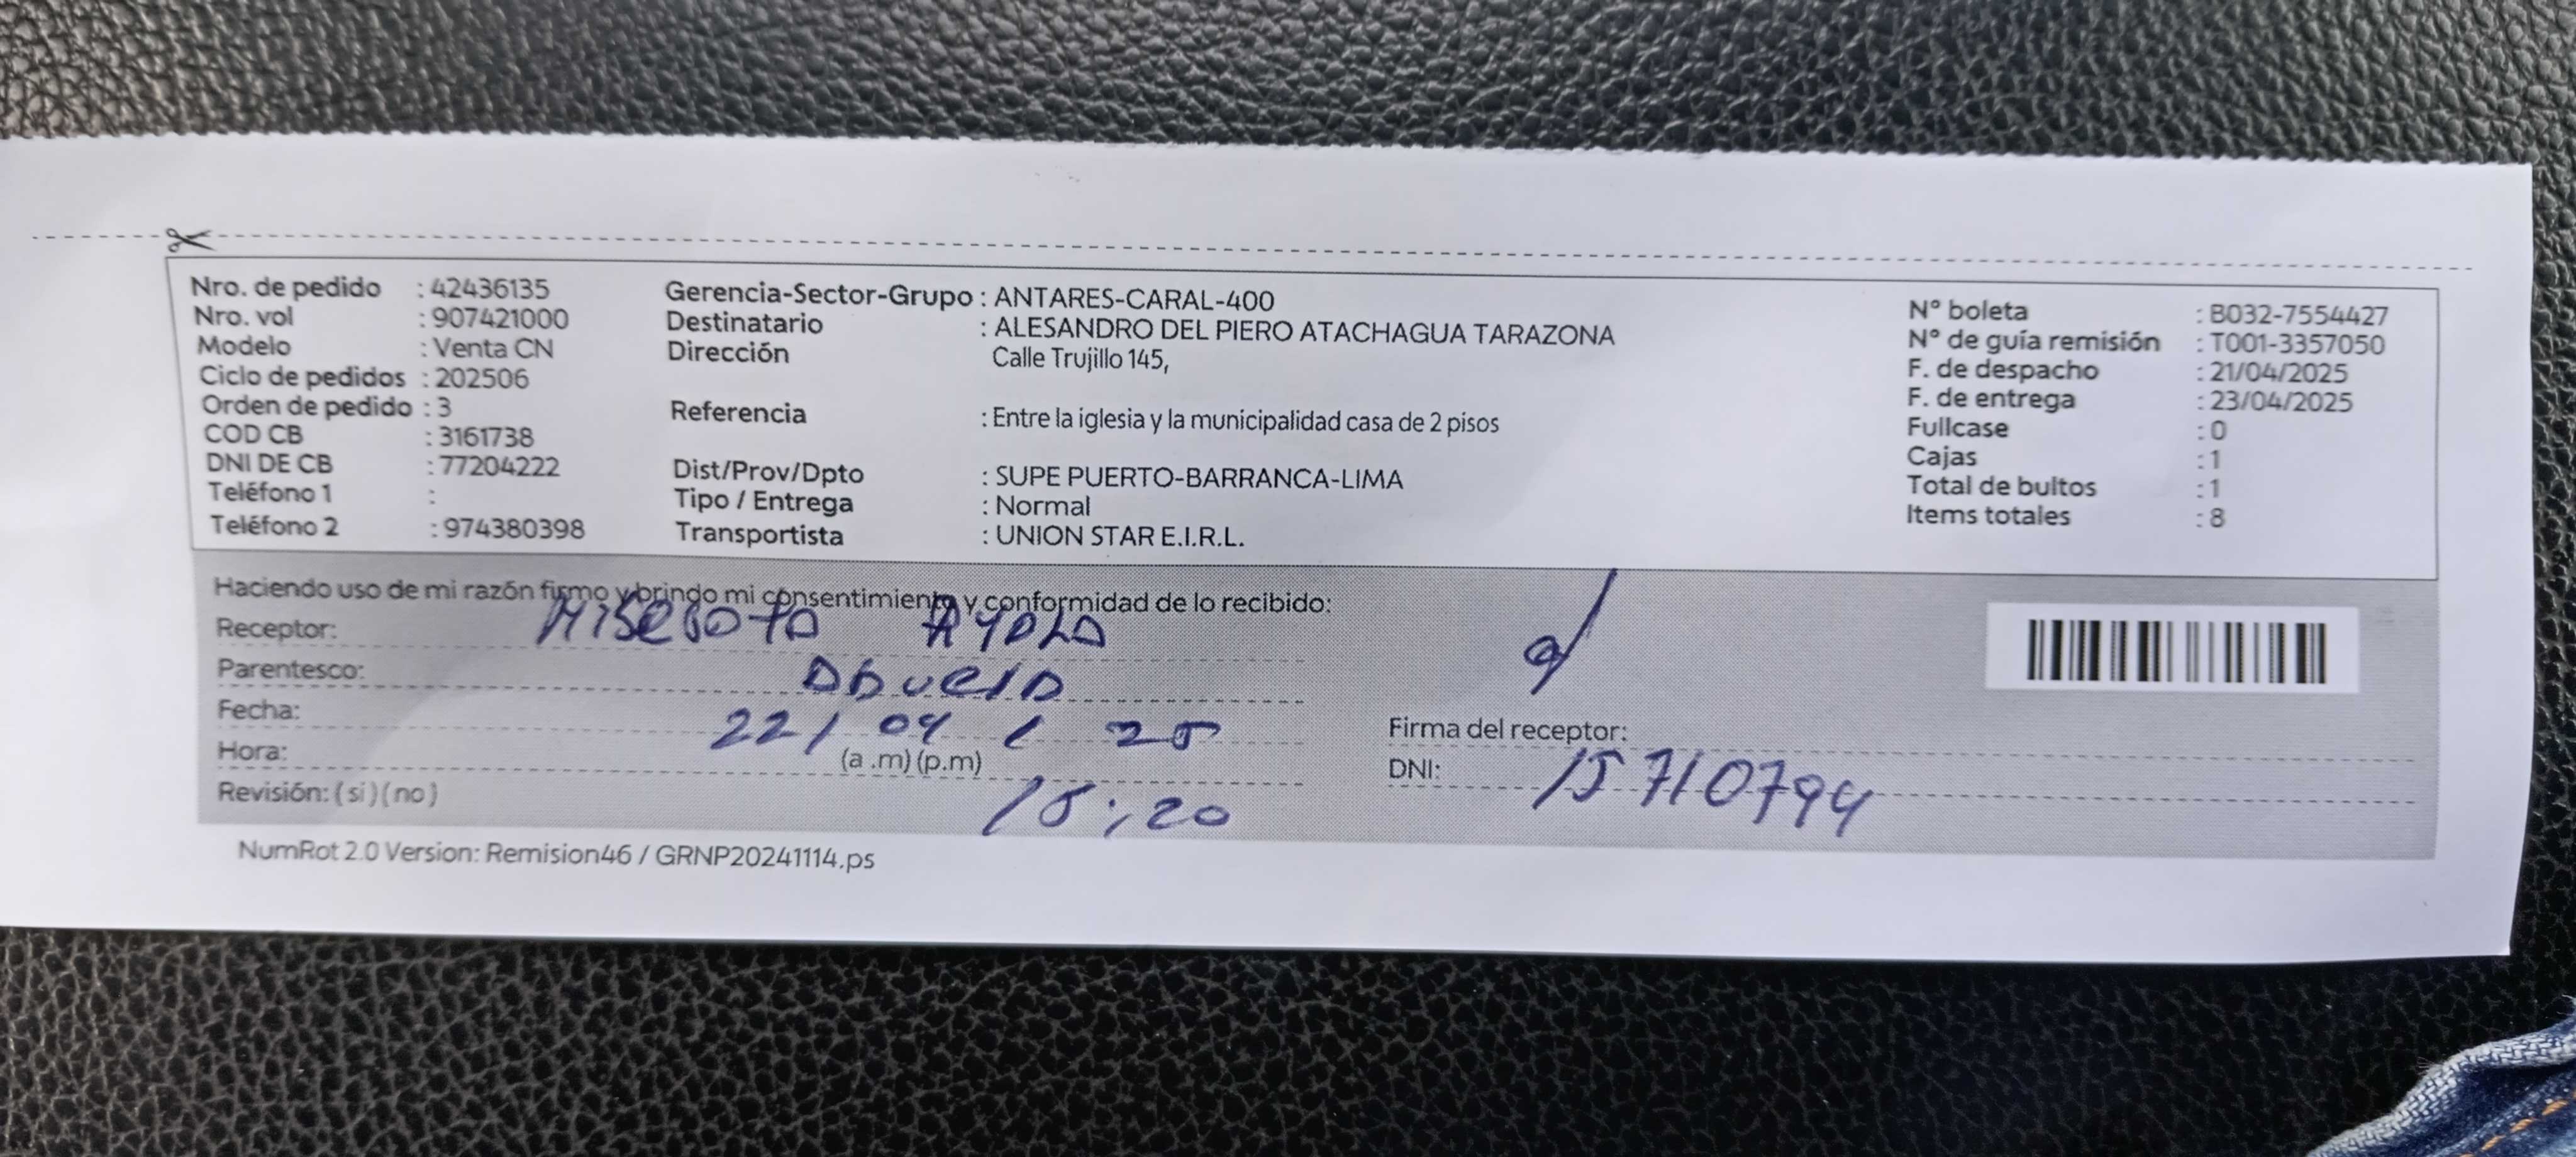 Nro. de pedido : 42436135
Nro. vol : 907421000
Modelo : Venta CN
Ciclo de pedidos : 202506
Orden de pedido : 3
COD CB : 3161738
DNI DE CB : 77204222
Teléfono 1 :
Teléfono 2 : 974380398
Gerencia-Sector-Grupo : ANTARES-CARAL-400
Destinatario : ALESANDRO DEL PIERO ATACHAGUA TARAZONA
Dirección Calle Trujillo 145,
Referencia : Entre la iglesia y la municipalidad casa de 2 pisos
Dist/Prov/Dpto : SUPE PUERTO-BARRANCA-LIMA
Tipo / Entrega : Normal
Transportista : UNION STAR E.I.R.L.
N° boleta : B032-7554427
N° de guía remisión : T001-3357050
F. de despacho : 21/04/2025
F. de entrega : 23/04/2025
Fullcase : 0
Cajas : 1
Total de bultos : 1
Items totales : 8
Haciendo uso de mi razón firmo y brindo mi consentimiento y conformidad de lo recibido:
Receptor: AYALA
Parentesco: Abuela
Fecha: 22/04/25
Hora: (a .m) (p.m) 15:20
Revisión: ( si ) ( no )
Firma del receptor:
DNI: 15710794
NumRot 2.0 Version: Remision46 / GRNP20241114.ps